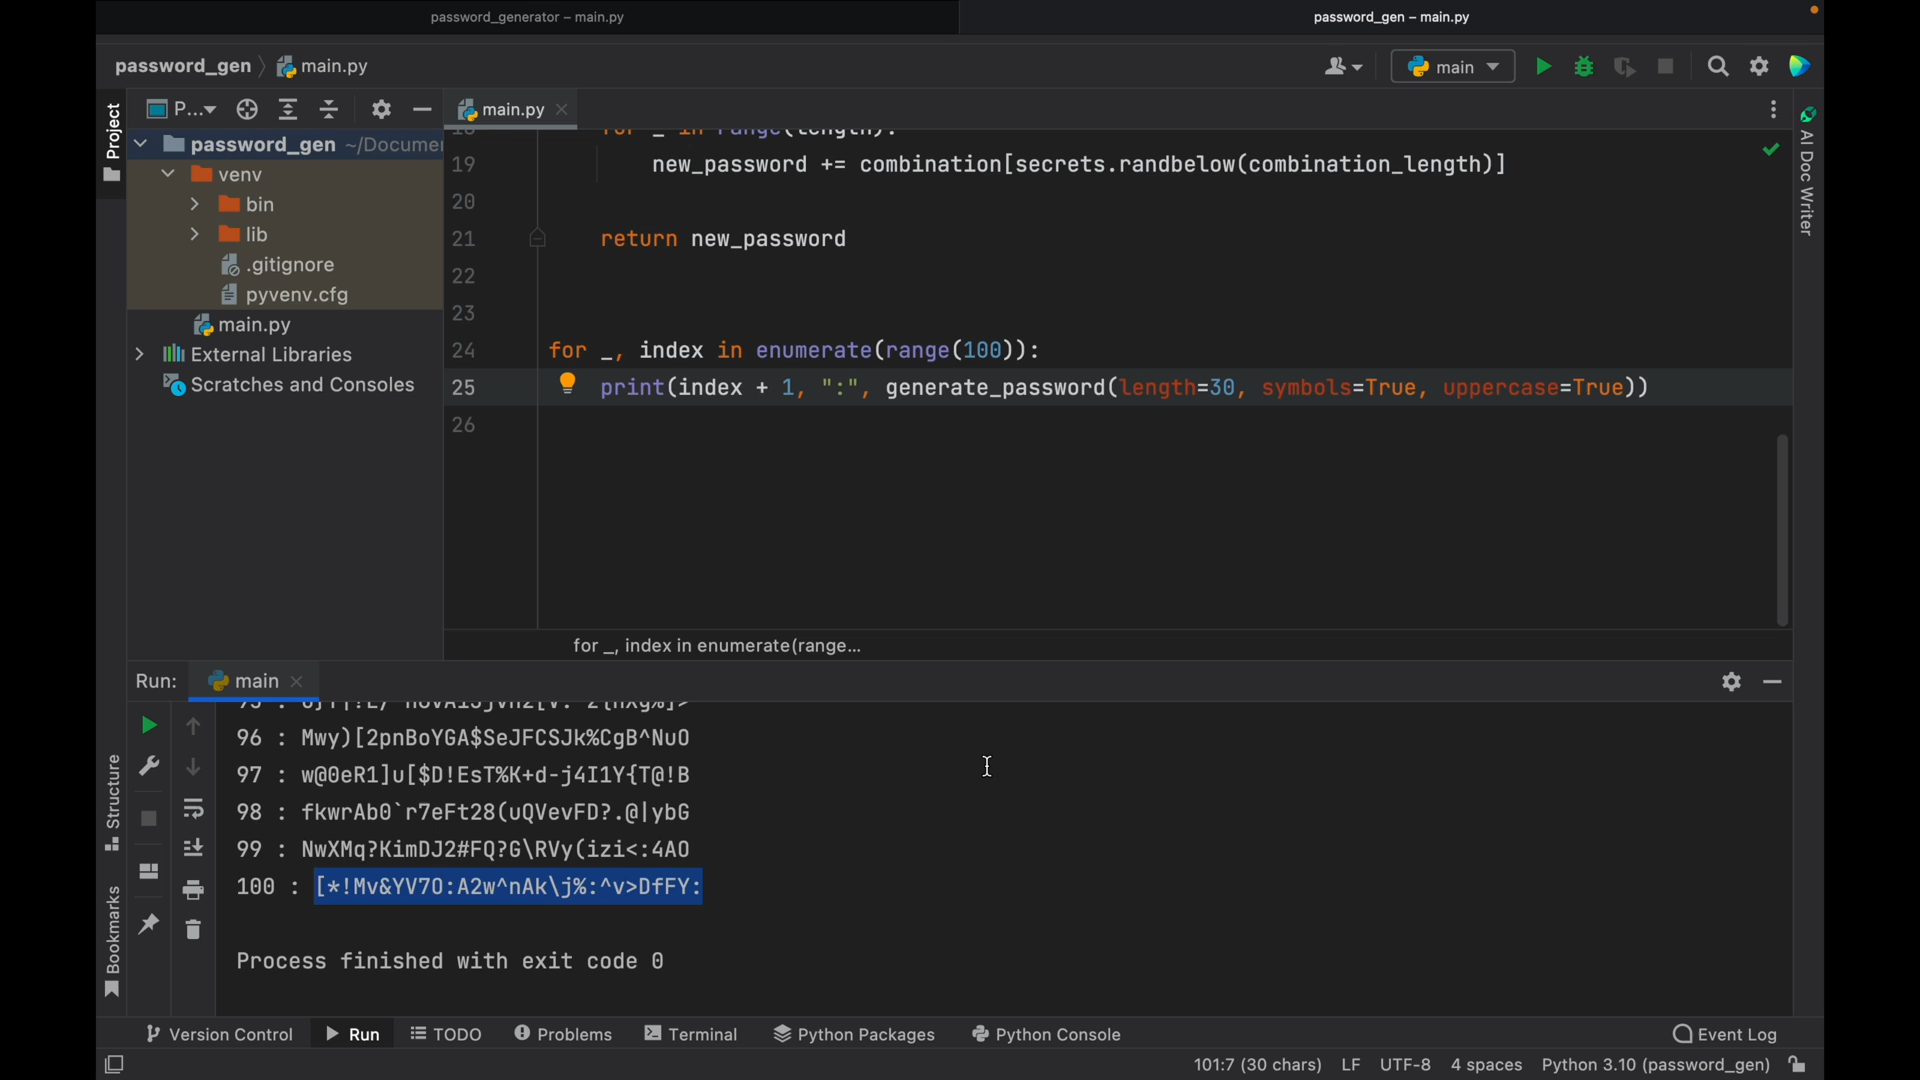 password_generator – main.py
password_gen – main.py
password_gen
main.py
main
Project
P...
main.py
AI Doc Writer
password_gen ~/Documen
venv
bin
lib
.gitignore
pyvenv.cfg
main.py
External Libraries
Scratches and Consoles
for _ in range(length):
19 new_password += combination[secrets.randbelow(combination_length)]
20
21 return new_password
22
23
24 for _, index in enumerate(range(100)):
25 print(index + 1, ":", generate_password(length=30, symbols=True, uppercase=True))
26
for _, index in enumerate(range...
Run: main
96 : Mwy)[2pnBoYGA$SeJFCSJk%CgB^NuO
97 : w@0eR1]u[$D!EsT%K+d-j4I1Y{T@!B
98 : fkwrAb0`r7eFt28(uQVevFD?.@|ybG
99 : NwXMq?KimDJ2#FQ?G\RVy(izi<:4AO
100 : [*!Mv&YV7O:A2w^nAk\j%:^v>DfFY:
Process finished with exit code 0
Structure
Bookmarks
Version Control
Run
TODO
Problems
Terminal
Python Packages
Python Console
Event Log
101:7 (30 chars)
LF
UTF-8
4 spaces
Python 3.10 (password_gen)